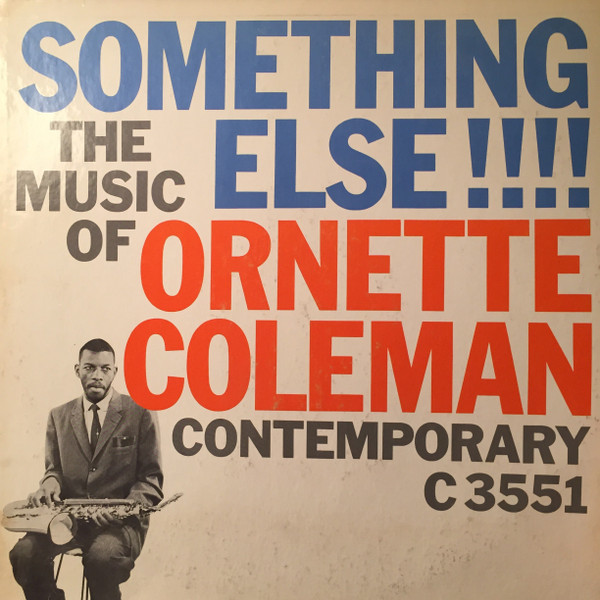 SOMETHING
THE MUSIC OF
ELSE!!!!
ORNETTE
COLEMAN
CONTEMPORARY
C 3551